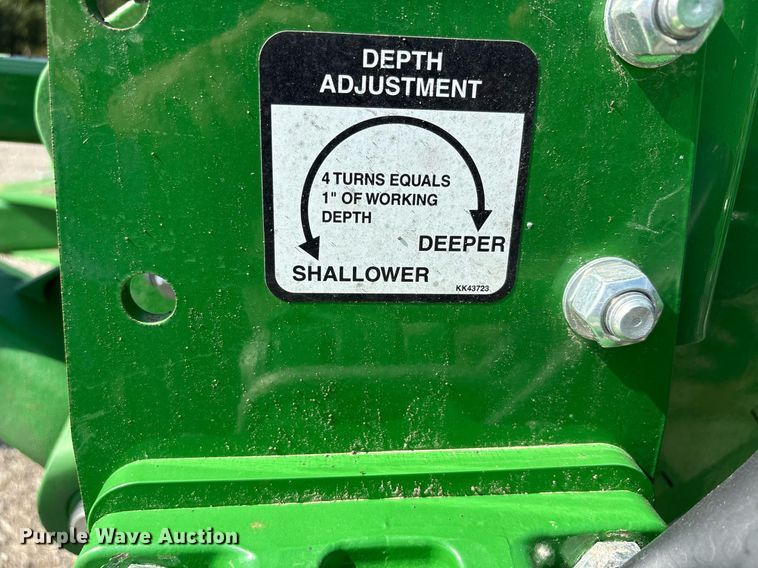 DEPTH
ADJUSTMENT
4 TURNS EQUALS
1" OF WORKING
DEPTH
DEEPER
SHALLOWER
KK43723
Purple Wave Auction